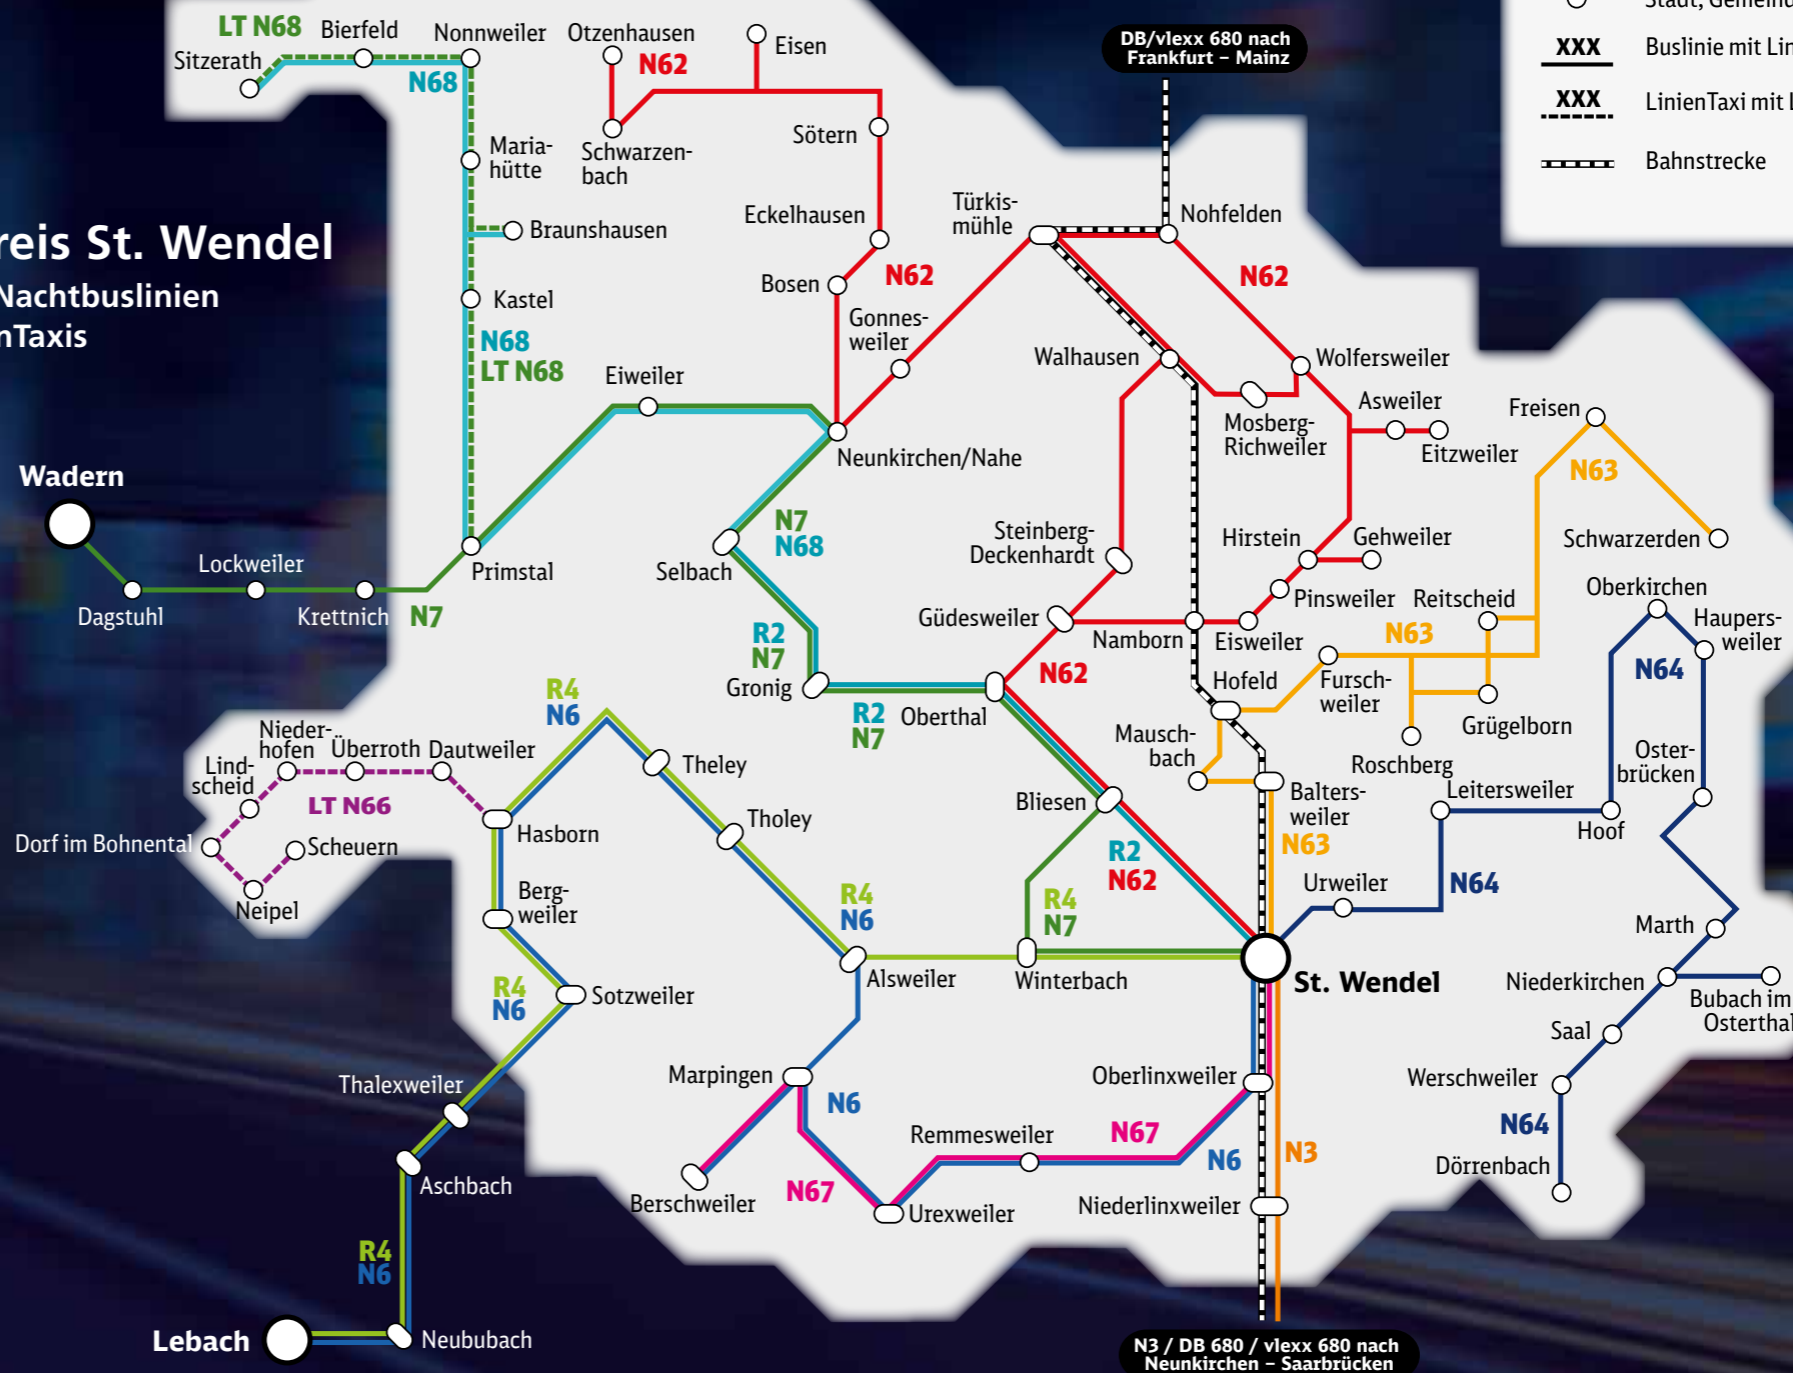 LT N68
Bierfeld
Nonnweiler
Otzenhausen
Eisen
Sitzerath
N68
N62
DB/vlexx 680 nach
Frankfurt – Mainz
XXX
Buslinie mit
XXX
LinienTaxi mit
Bahnstrecke
Maria-
hütte
Schwarzen-
bach
Sötern
Türkis-
mühle
Nohfelden
Eckelhausen
Braunshausen
St. Wendel
Nachtbuslinien
Bosen
N62
N62
Kastel
Gonnes-
weiler
N68
LT N68
Walhausen
Wolfersweiler
Eiweiler
Asweiler
Freisen
Mosberg-
Richweiler
Eitzweiler
Neunkirchen/Nahe
N63
Wadern
N7
N68
Steinberg-
Deckenhardt
Hirstein
Gehweiler
Schwarzerden
Lockweiler
Primstal
Selbach
Oberkirchen
Dagstuhl
Krettnich
N7
Güdesweiler
Namborn
Eisweiler
Pinsweiler
Reitscheid
Haupers-
weiler
R2
N7
N63
N62
N64
Gronig
R4
N6
R2
N7
Oberthal
Hofeld
Fursch-
weiler
Grügelborn
Nieder-
hofen
Überroth
Dautweiler
Mausch-
bach
Roschberg
Oster-
brücken
Lind-
scheid
LT N66
Theley
Bliesen
Balters-
weiler
Leitersweiler
Hoof
Dorf im Bohnental
Scheuern
Hasborn
Tholey
R2
N62
N63
Neipel
Berg-
weiler
R4
N6
R4
N7
Urweiler
N64
Marth
Alsweiler
Winterbach
St. Wendel
Niederkirchen
R4
N6
Sotzweiler
Bubach im
Osterthal
Saal
Thalexweiler
Marpingen
N6
Oberlinxweiler
Werschweiler
N64
Remmesweiler
N67
N6
N3
Dörrenbach
Aschbach
Berschweiler
N67
Urexweiler
Niederlinxweiler
R4
N6
Lebach
Neububach
N3 / DB 680 / vlexx 680 nach
Neunkirchen – Saarbrücken